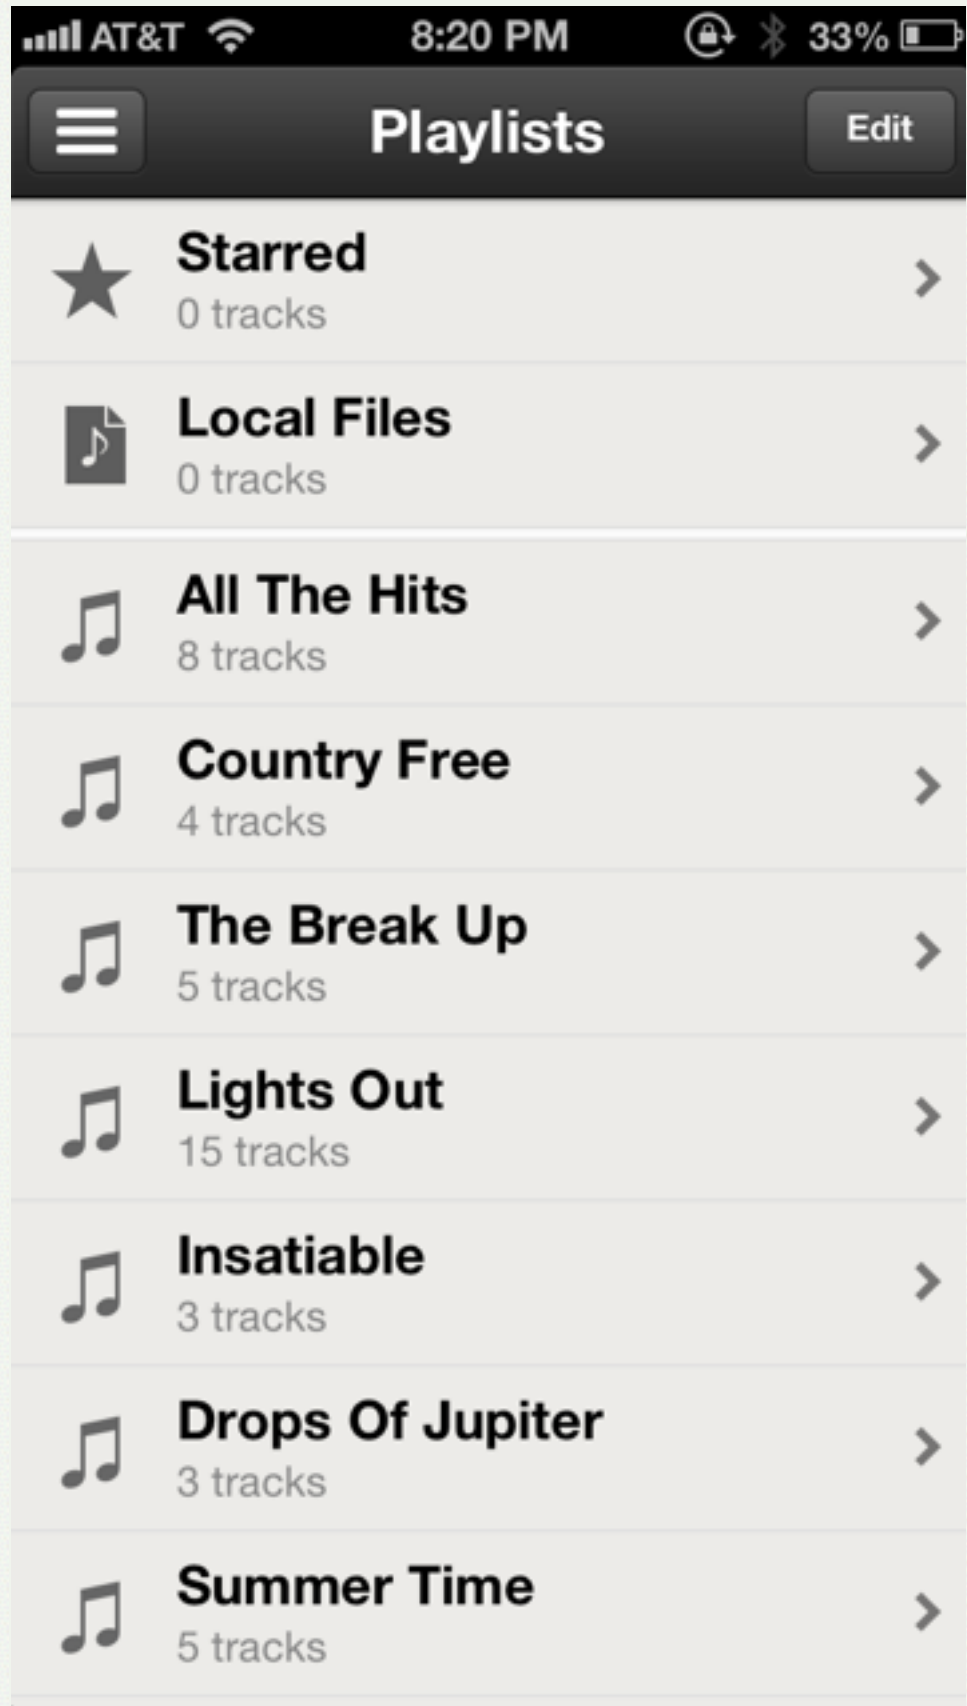 AT&T 8:20 PM 33%
Playlists Edit
Starred
0 tracks
Local Files
0 tracks
All The Hits
8 tracks
Country Free
4 tracks
The Break Up
5 tracks
Lights Out
15 tracks
Insatiable
3 tracks
Drops Of Jupiter
3 tracks
Summer Time
5 tracks